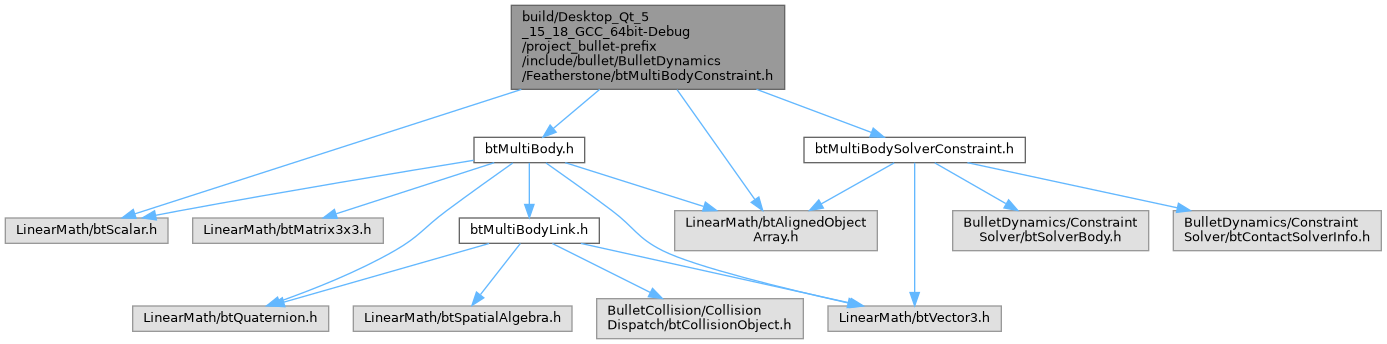 build/Desktop_Qt_5
_15_18_GCC_64bit-Debug
/project_bullet-prefix
/include/bullet/BulletDynamics
/Featherstone/btMultiBodyConstraint.h
btMultiBody.h
btMultiBodySolverConstraint.h
LinearMath/btScalar.h
LinearMath/btMatrix3x3.h
btMultiBodyLink.h
LinearMath/btAlignedObject
Array.h
BulletDynamics/Constraint
Solver/btSolverBody.h
BulletDynamics/Constraint
Solver/btContactSolverInfo.h
LinearMath/btQuaternion.h
LinearMath/btSpatialAlgebra.h
BulletCollision/Collision
Dispatch/btCollisionObject.h
LinearMath/btVector3.h